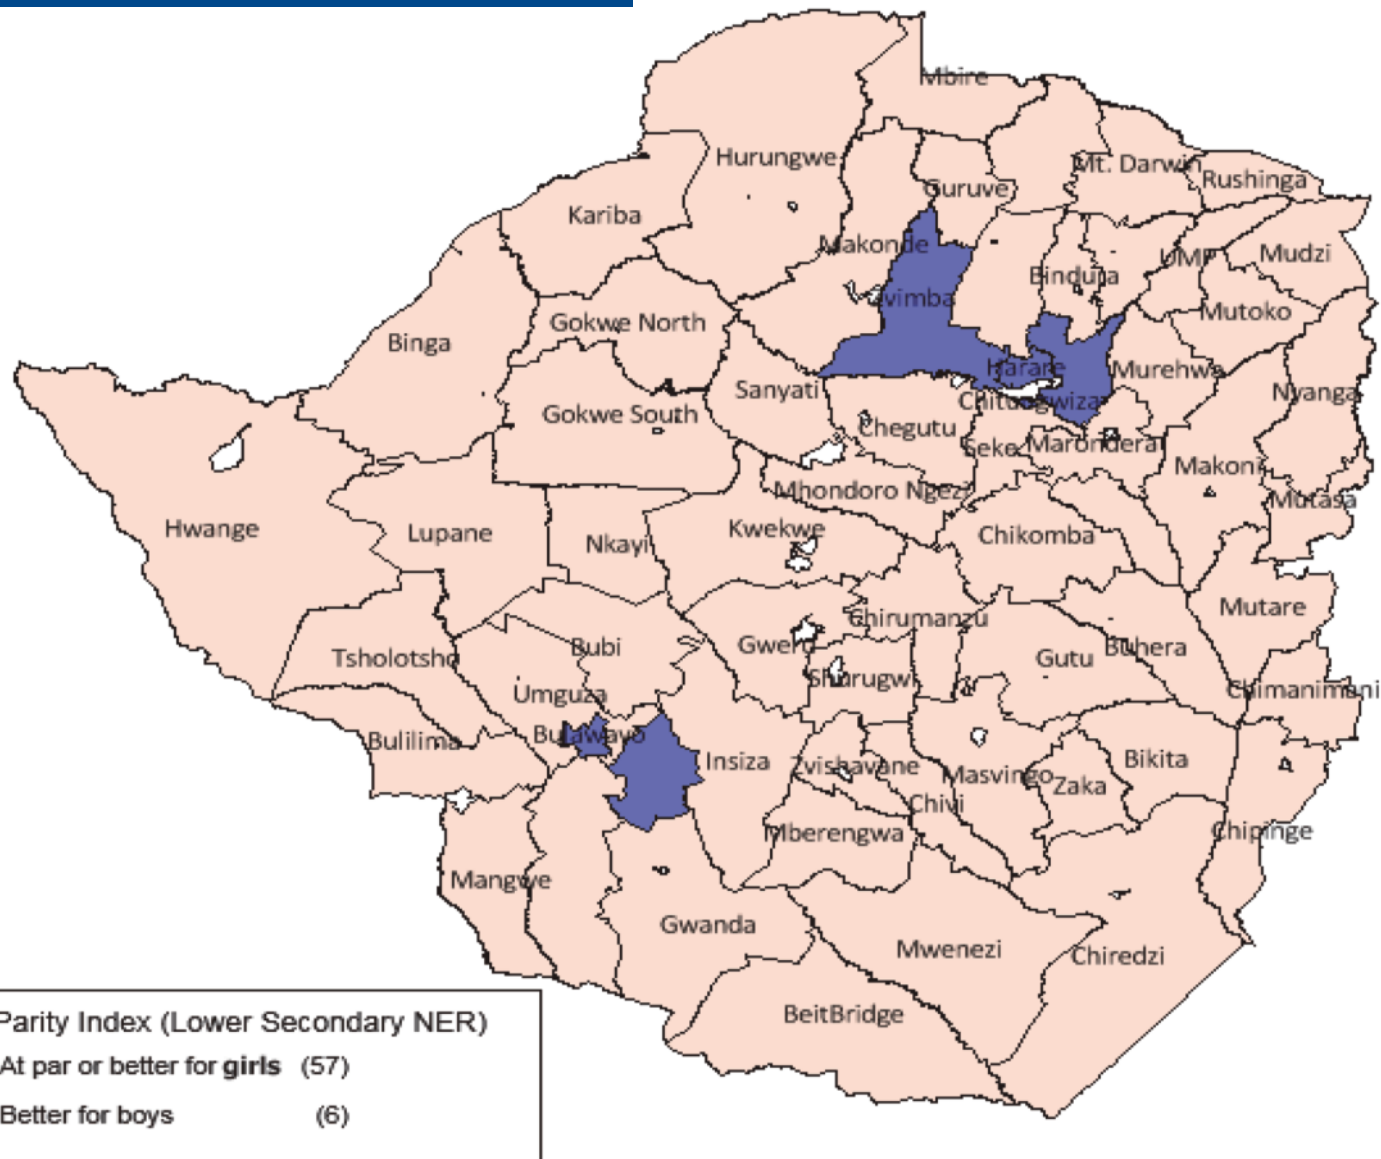 Mbire
Hurungwe
Mt. Darwin
Rushinga
Guruve
Kariba
Makonde
Bindura
UMP
Mudzi
Zvimba
Mutoko
Gokwe North
Binga
Harare
Murehwa
Sanyati
Nyanga
Chitungwiza
Gokwe South
Chegutu
Seke
Marondera
Makoni
Mhondoro Ngezi
Mutasa
Hwange
Lupane
Nkayi
Kwekwe
Chikomba
Mutare
Chirumanzu
Bubi
Gweru
Buhera
Tsholotsho
Gutu
Shurugwi
Umguza
Chimanimani
Bulilima
Bulawayo
Insiza
Zvishavane
Masvingo
Bikita
Zaka
Chivi
Mberengwa
Chipinge
Mangwe
Gwanda
Mwenezi
Chiredzi
BeitBridge
Parity Index (Lower Secondary NER)
At par or better for girls (57)
Better for boys (6)